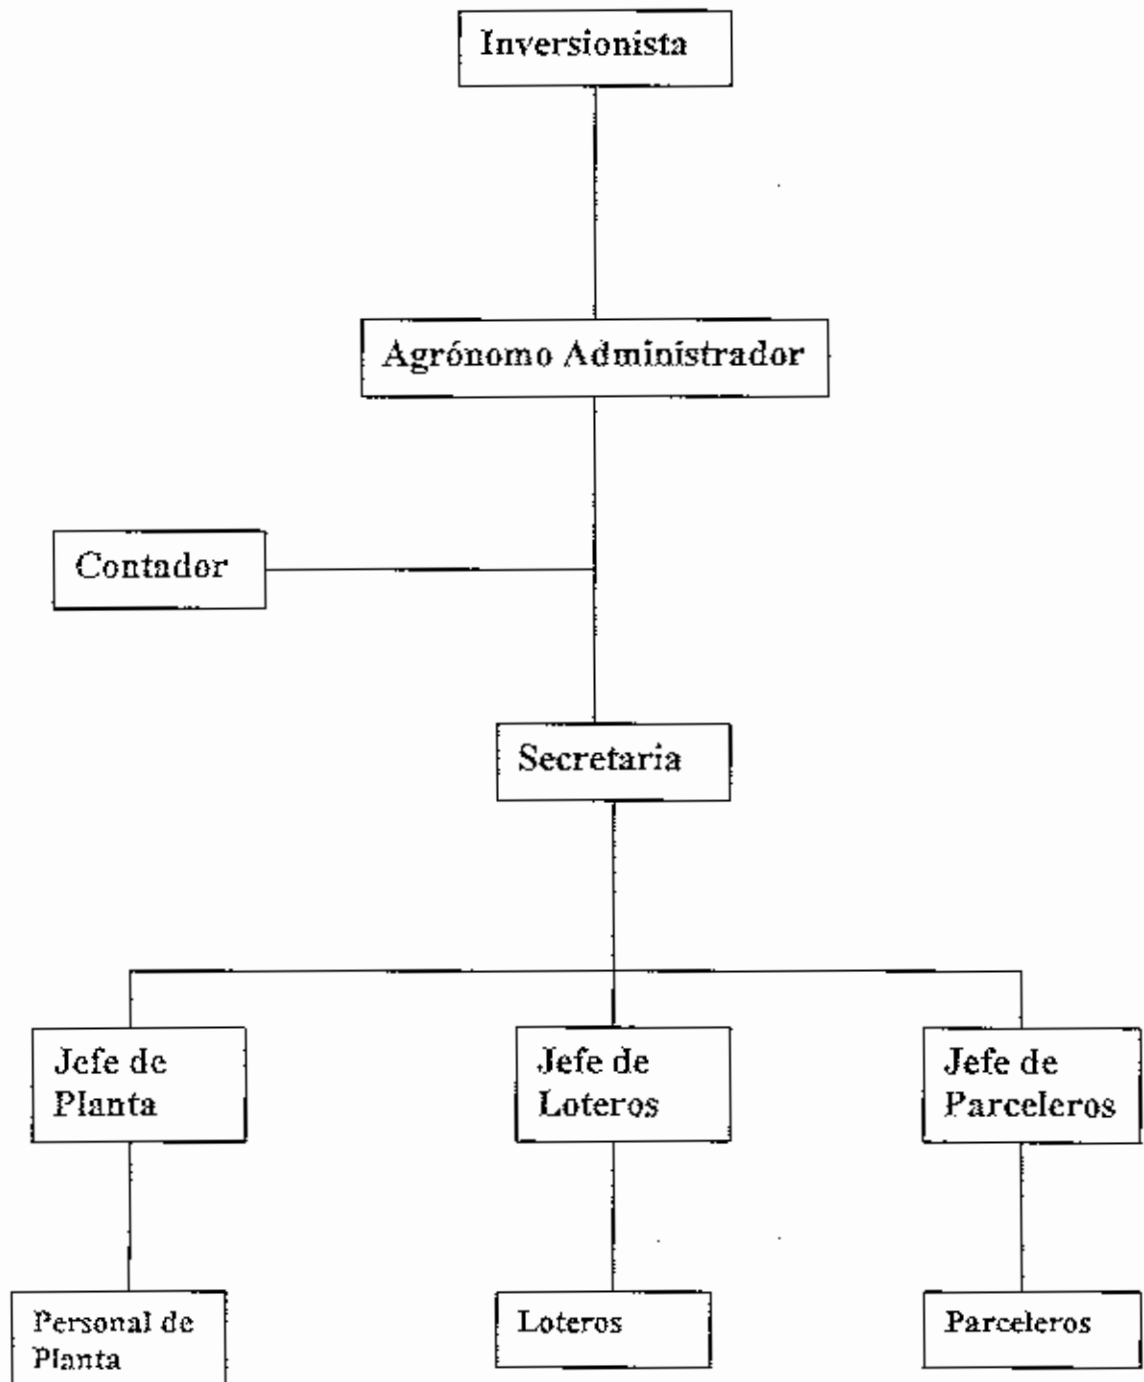 Inversionista
Agrónomo Administrador
Contador
Secretaria
Jefe de
Planta
Jefe de
Loteros
Jefe de
Parceleros
Personal de
Planta
Loteros
Parceleros